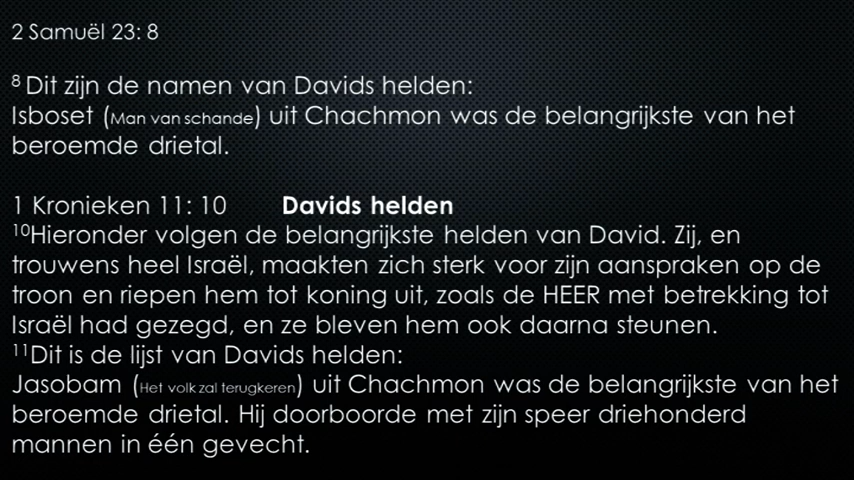 2 Samuël 23: 8
8 Dit zijn de namen van Davids helden:
Isboset (Man van schande) uit Chachmon was de belangrijkste van het
beroemde drietal.
1 Kronieken 11: 10 Davids helden
10Hieronder volgen de belangrijkste helden van David. Zij, en
trouwens heel Israël, maakten zich sterk voor zijn aanspraken op de
troon en riepen hem tot koning uit, zoals de HEER met betrekking tot
Israël had gezegd, en ze bleven hem ook daarna steunen.
11Dit is de lijst van Davids helden:
Jasobam (Het volk zal terugkeren) uit Chachmon was de belangrijkste van het
beroemde drietal. Hij doorboorde met zijn speer driehonderd
mannen in één gevecht.